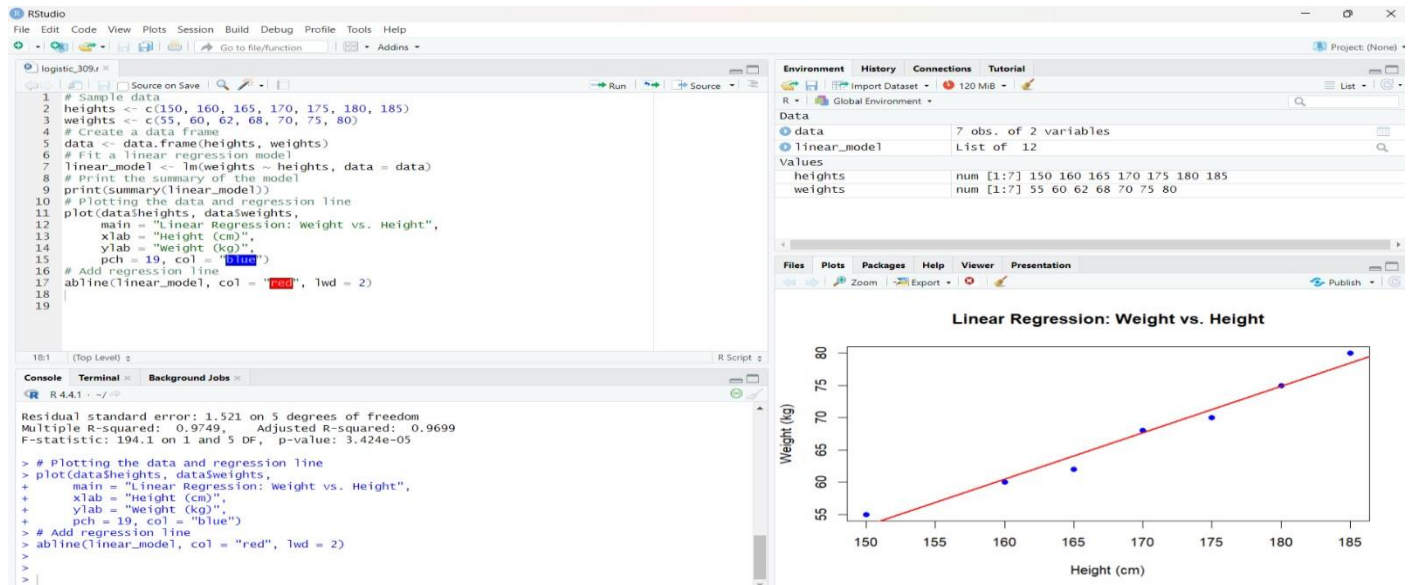 RStudio
File Edit Code View Plots Session Build Debug Profile Tools Help
Go to file/function Addins Project: (None)
logistic_309.r
Source on Save Run Source
1 # Sample data
2 heights <- c(150, 160, 165, 170, 175, 180, 185)
3 weights <- c(55, 60, 62, 68, 70, 75, 80)
4 # Create a data frame
5 data <- data.frame(heights, weights)
6 # Fit a linear regression model
7 linear_model <- lm(weights ~ heights, data = data)
8 # Print the summary of the model
9 print(summary(linear_model))
10 # Plotting the data and regression line
11 plot(data$heights, data$weights,
12 main = "Linear Regression: Weight vs. Height",
13 xlab = "Height (cm)",
14 ylab = "Weight (kg)",
15 pch = 19, col = "blue")
16 # Add regression line
17 abline(linear_model, col = "red", lwd = 2)
18
19
18:1 (Top Level) R Script
Console Terminal Background Jobs
R 4.4.1 · ~/
Residual standard error: 1.521 on 5 degrees of freedom
Multiple R-squared: 0.9749, Adjusted R-squared: 0.9699
F-statistic: 194.1 on 1 and 5 DF, p-value: 3.424e-05
> # Plotting the data and regression line
> plot(data$heights, data$weights,
+ main = "Linear Regression: Weight vs. Height",
+ xlab = "Height (cm)",
+ ylab = "Weight (kg)",
+ pch = 19, col = "blue")
> # Add regression line
> abline(linear_model, col = "red", lwd = 2)
>
>
>
Environment History Connections Tutorial
Import Dataset 120 MiB List
R Global Environment
Data
data 7 obs. of 2 variables
linear_model List of 12
Values
heights num [1:7] 150 160 165 170 175 180 185
weights num [1:7] 55 60 62 68 70 75 80
Files Plots Packages Help Viewer Presentation
Zoom Export Publish
Linear Regression: Weight vs. Height
Weight (kg)
80
75
70
65
60
55
150 155 160 165 170 175 180 185
Height (cm)